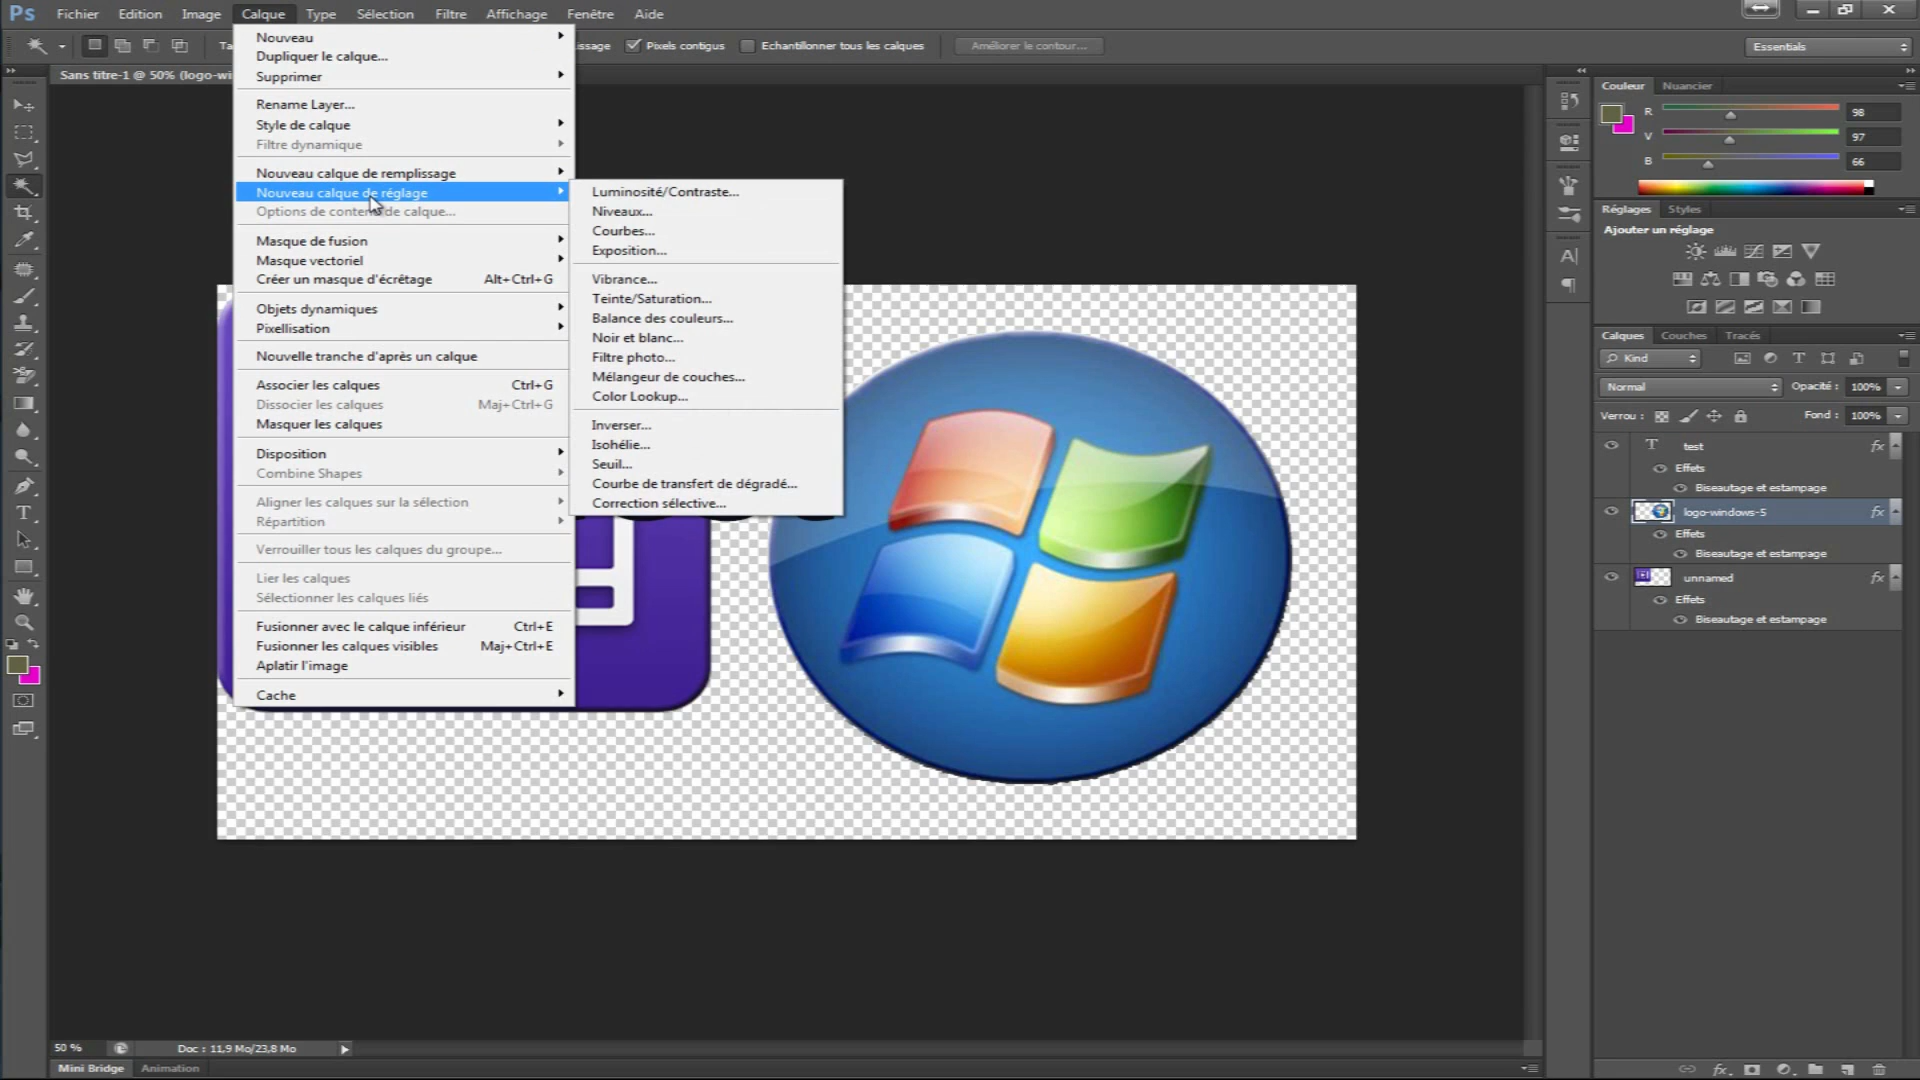 Ps Fichier Edition Image Calque Type Sélection Filtre Affichage Fenêtre Aide
Pixels contigus Echantillonner tous les calques Améliorer le contour... Essentials
Sans titre-1 @ 50% (logo-wi
Nouveau
Dupliquer le calque...
Supprimer
Rename Layer...
Style de calque
Filtre dynamique
Nouveau calque de remplissage
Nouveau calque de réglage
Options de contenu de calque...
Masque de fusion
Masque vectoriel
Créer un masque d'écrêtage Alt+Ctrl+G
Objets dynamiques
Pixellisation
Nouvelle tranche d'après un calque
Associer les calques Ctrl+G
Dissocier les calques Maj+Ctrl+G
Masquer les calques
Disposition
Combine Shapes
Aligner les calques sur la sélection
Répartition
Verrouiller tous les calques du groupe...
Lier les calques
Sélectionner les calques liés
Fusionner avec le calque inférieur Ctrl+E
Fusionner les calques visibles Maj+Ctrl+E
Aplatir l'image
Cache
Luminosité/Contraste...
Niveaux...
Courbes...
Exposition...
Vibrance...
Teinte/Saturation...
Balance des couleurs...
Noir et blanc...
Filtre photo...
Mélangeur de couches...
Color Lookup...
Inverser...
Isohélie...
Seuil...
Courbe de transfert de dégradé...
Correction sélective...
Couleur Nuancier
R 98
V 97
B 66
Réglages Styles
Ajouter un réglage
Calques Couches Tracés
Kind
Normal Opacité : 100%
Verrou : Fond : 100%
test fx
Effets
Biseautage et estampage
logo-windows-5 fx
Effets
Biseautage et estampage
unnamed fx
Effets
Biseautage et estampage
50 % Doc : 11,9 Mo/23,8 Mo
Mini Bridge Animation